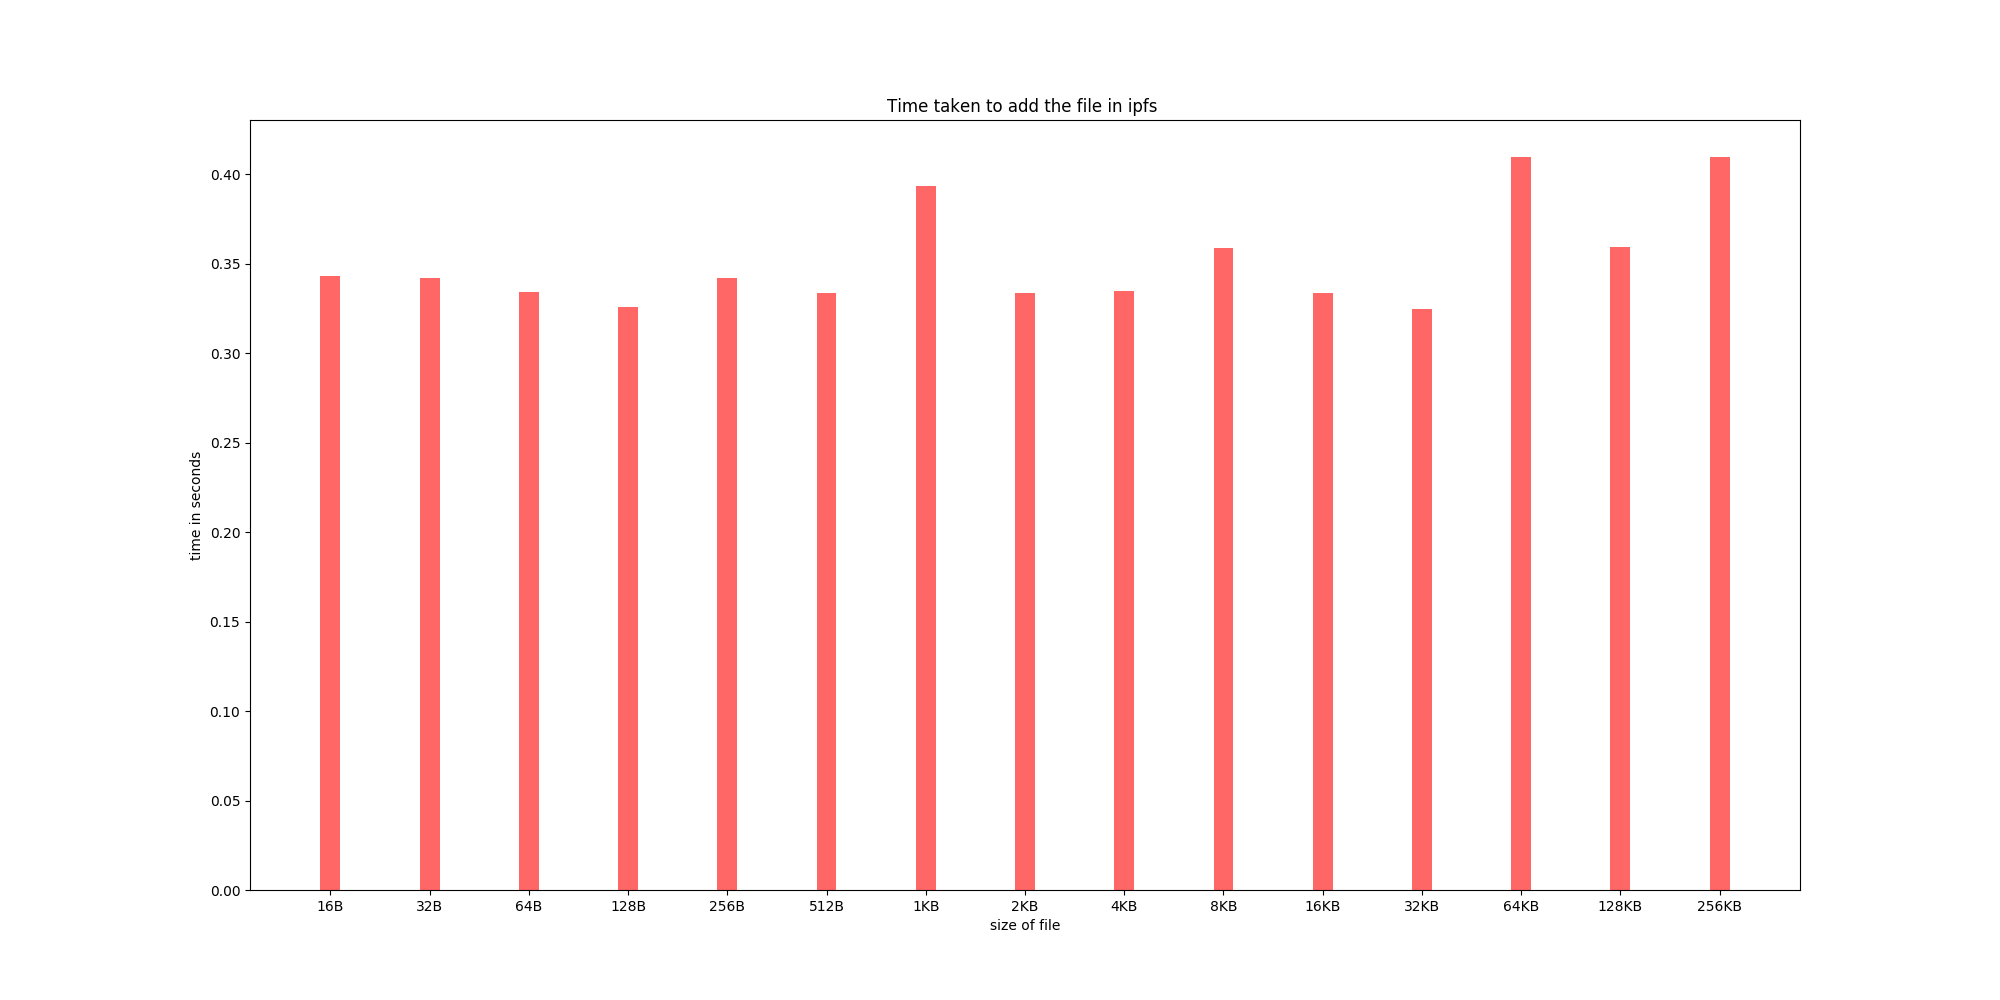 Time taken to add the file in ipfs
0.40
0.35
0.30
0.25
0.20
0.15
0.10
0.05
0.00
time in seconds
16B 32B 64B 128B 256B 512B 1KB 2KB 4KB 8KB 16KB 32KB 64KB 128KB 256KB
size of file